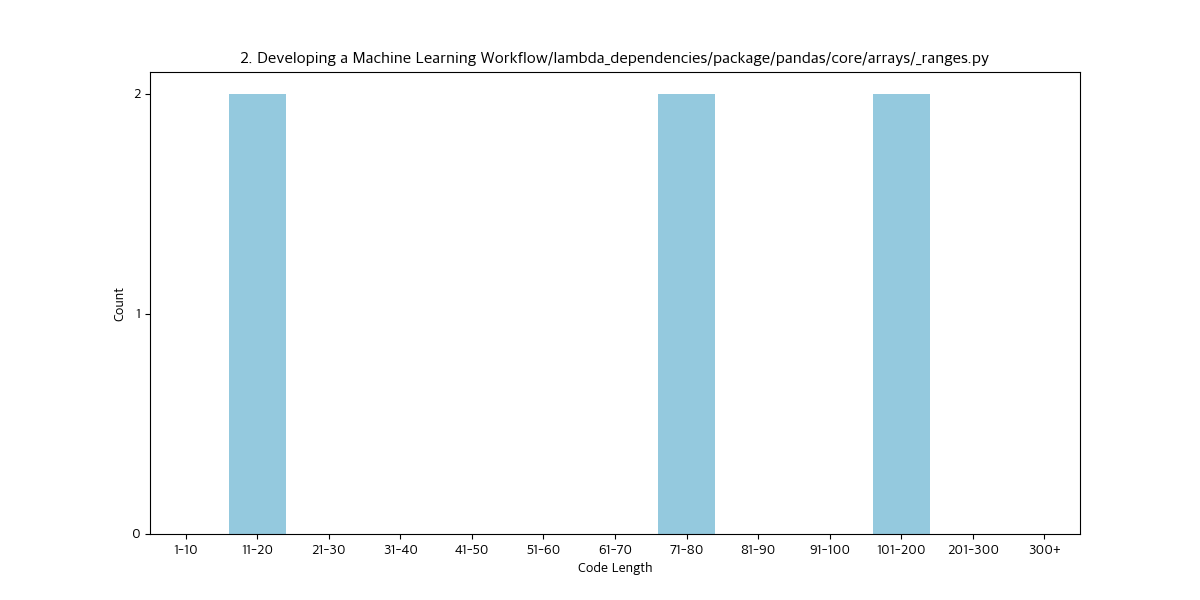 2. Developing a Machine Learning Workflow/lambda_dependencies/package/pandas/core/arrays/_ranges.py
2
1
0
Count
1-10 11-20 21-30 31-40 41-50 51-60 61-70 71-80 81-90 91-100 101-200 201-300 300+
Code Length